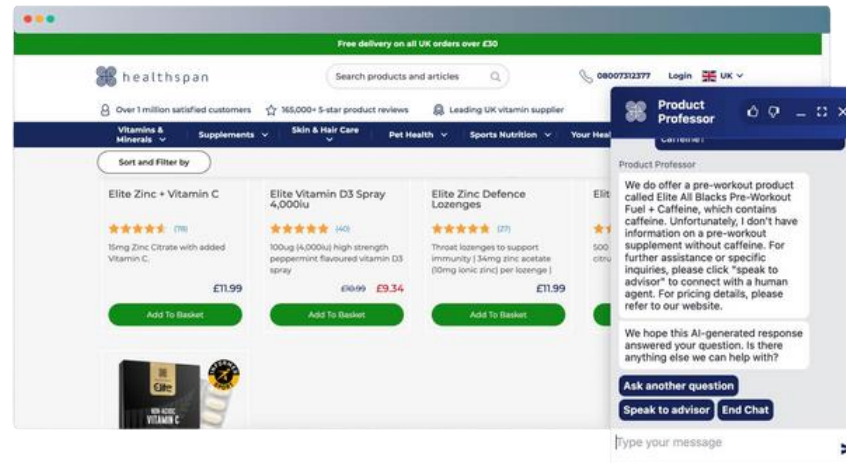 Free delivery on all UK orders over £30
healthspan
Search products and articles
08007312377
Login
UK
Over 1 million satisfied customers
165,000+ 5-star product reviews
Leading UK vitamin supplier
Vitamins &
Minerals
Supplements
Skin & Hair Care
Pet Health
Sports Nutrition
Your Heal
Sort and Filter by
Elite Zinc + Vitamin C
(78)
15mg Zinc Citrate with added
Vitamin C.
£11.99
Add To Basket
Elite Vitamin D3 Spray
4,000iu
(40)
100ug (4,000iu) high strength
peppermint flavoured vitamin D3
spray
£10.99 £9.34
Add To Basket
Elite Zinc Defence
Lozenges
(27)
Throat lozenges to support
immunity | 34mg zinc acetate
(10mg ionic zinc) per lozenge |
£11.99
Add To Basket
Elit
500
citru
Elite
NON-ACIDIC
VITAMIN C
INFORMED
SPORT
Product
Professor
caffeine?
Product Professor
We do offer a pre-workout product
called Elite All Blacks Pre-Workout
Fuel + Caffeine, which contains
caffeine. Unfortunately, I don't have
information on a pre-workout
supplement without caffeine. For
further assistance or specific
inquiries, please click "speak to
advisor" to connect with a human
agent. For pricing details, please
refer to our website.
We hope this AI-generated response
answered your question. Is there
anything else we can help with?
Ask another question
Speak to advisor
End Chat
Type your message